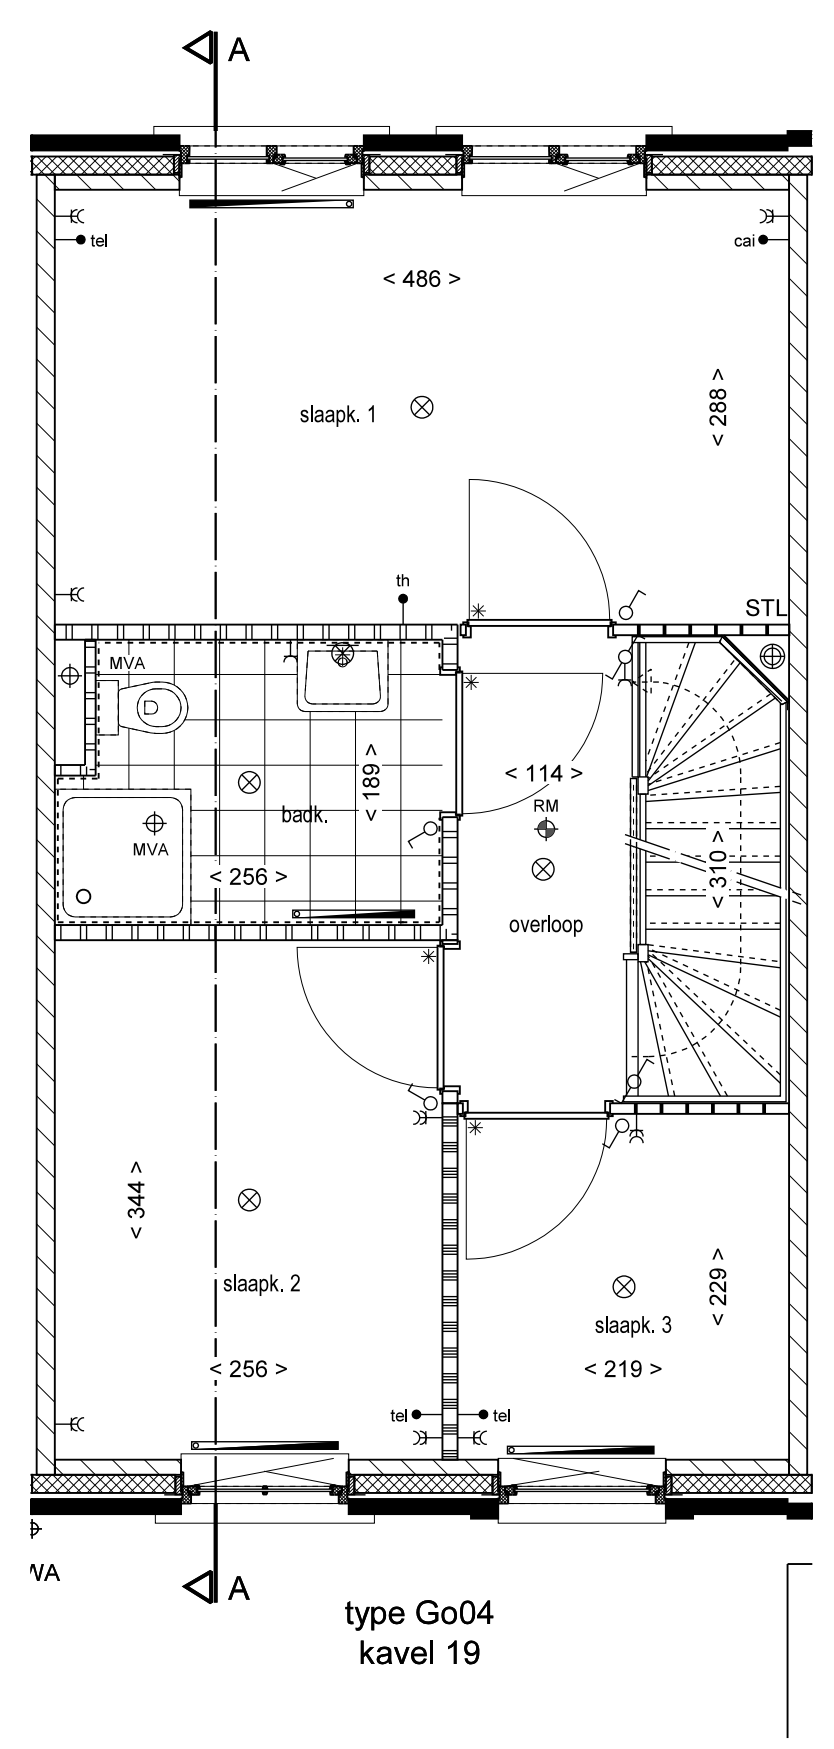 A
tel
cai
< 486 >
< 288 >
slaapk. 1
th
STL
MVA
< 189 >
< 114 >
RM
badk.
MVA
< 310 >
< 256 >
overloop
< 344 >
slaapk. 2
< 229 >
slaapk. 3
< 256 >
< 219 >
tel
tel
WA
A
type Go04
kavel 19